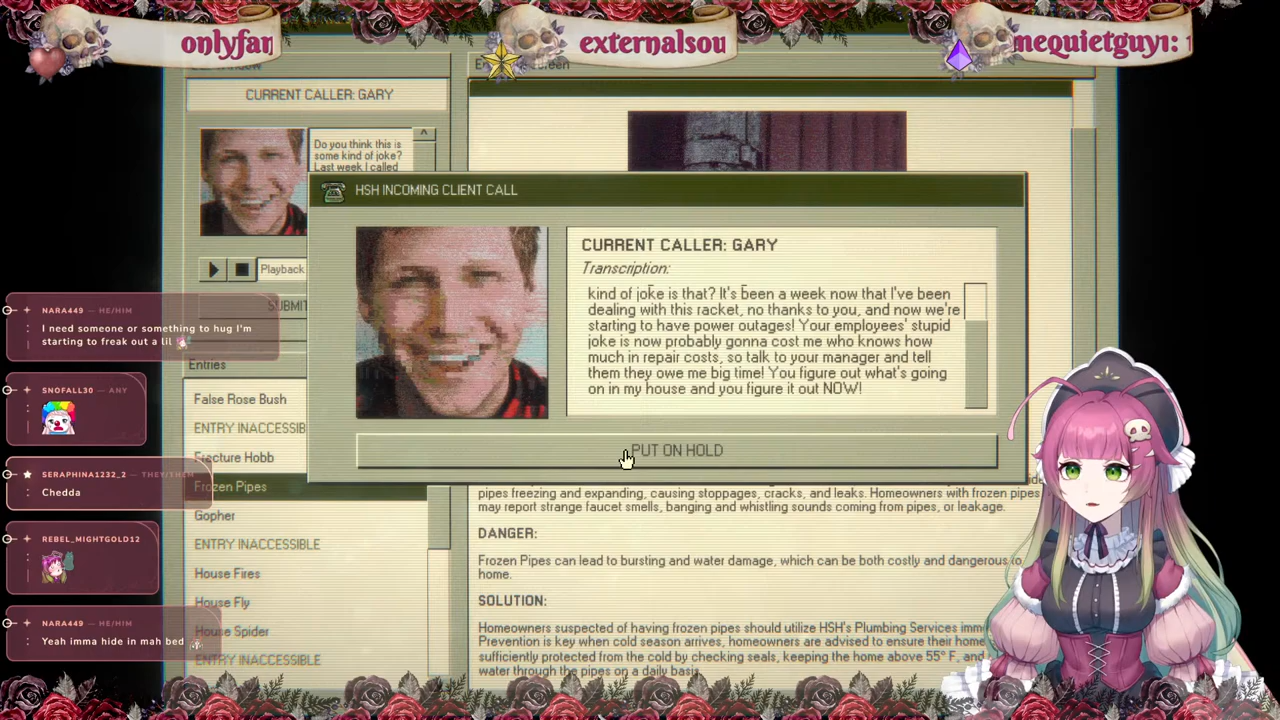 onlyfan
externalsou
mequietguy1:
CURRENT CALLER: GARY
Do you think this is
some kind of joke?
Last week I called
Playback
SUBMIT
HSH INCOMING CLIENT CALL
CURRENT CALLER: GARY
Transcription:
kind of joke is that? It's been a week now that I've been
dealing with this racket, no thanks to you, and now we're
starting to have power outages! Your employees' stupid
joke is now probably gonna cost me who knows how
much in repair costs, so talk to your manager and tell
them they owe me big time! You figure out what's going
on in my house and you figure it out NOW!
PUT ON HOLD
Entries
False Rose Bush
ENTRY INACCESSIB
Fracture Hobb
Frozen Pipes
Gopher
ENTRY INACCESSIBLE
House Fires
House Fly
House Spider
ENTRY INACCESSIBLE
pipes freezing and expanding, causing stoppages, cracks, and leaks. Homeowners with frozen pipes
may report strange faucet smells, banging and whistling sounds coming from pipes, or leakage.
DANGER:
Frozen Pipes can lead to bursting and water damage, which can be both costly and dangerous to
home.
SOLUTION:
Homeowners suspected of having frozen pipes should utilize HSH's Plumbing Services imm
Prevention is key when cold season arrives, homeowners are advised to ensure their home
sufficiently protected from the cold by checking seals, keeping the home above 55° F, and
water through the pipes on a daily basis.
NARA449 — HE/HIM
I need someone or something to hug I'm
starting to freak out a lil
SNOFALL30 — ANY
SERAPHINA1232_2 — THEY/THEM
Chedda
REBEL_MIGHTGOLD12
NARA449 — HE/HIM
Yeah imma hide in mah bed